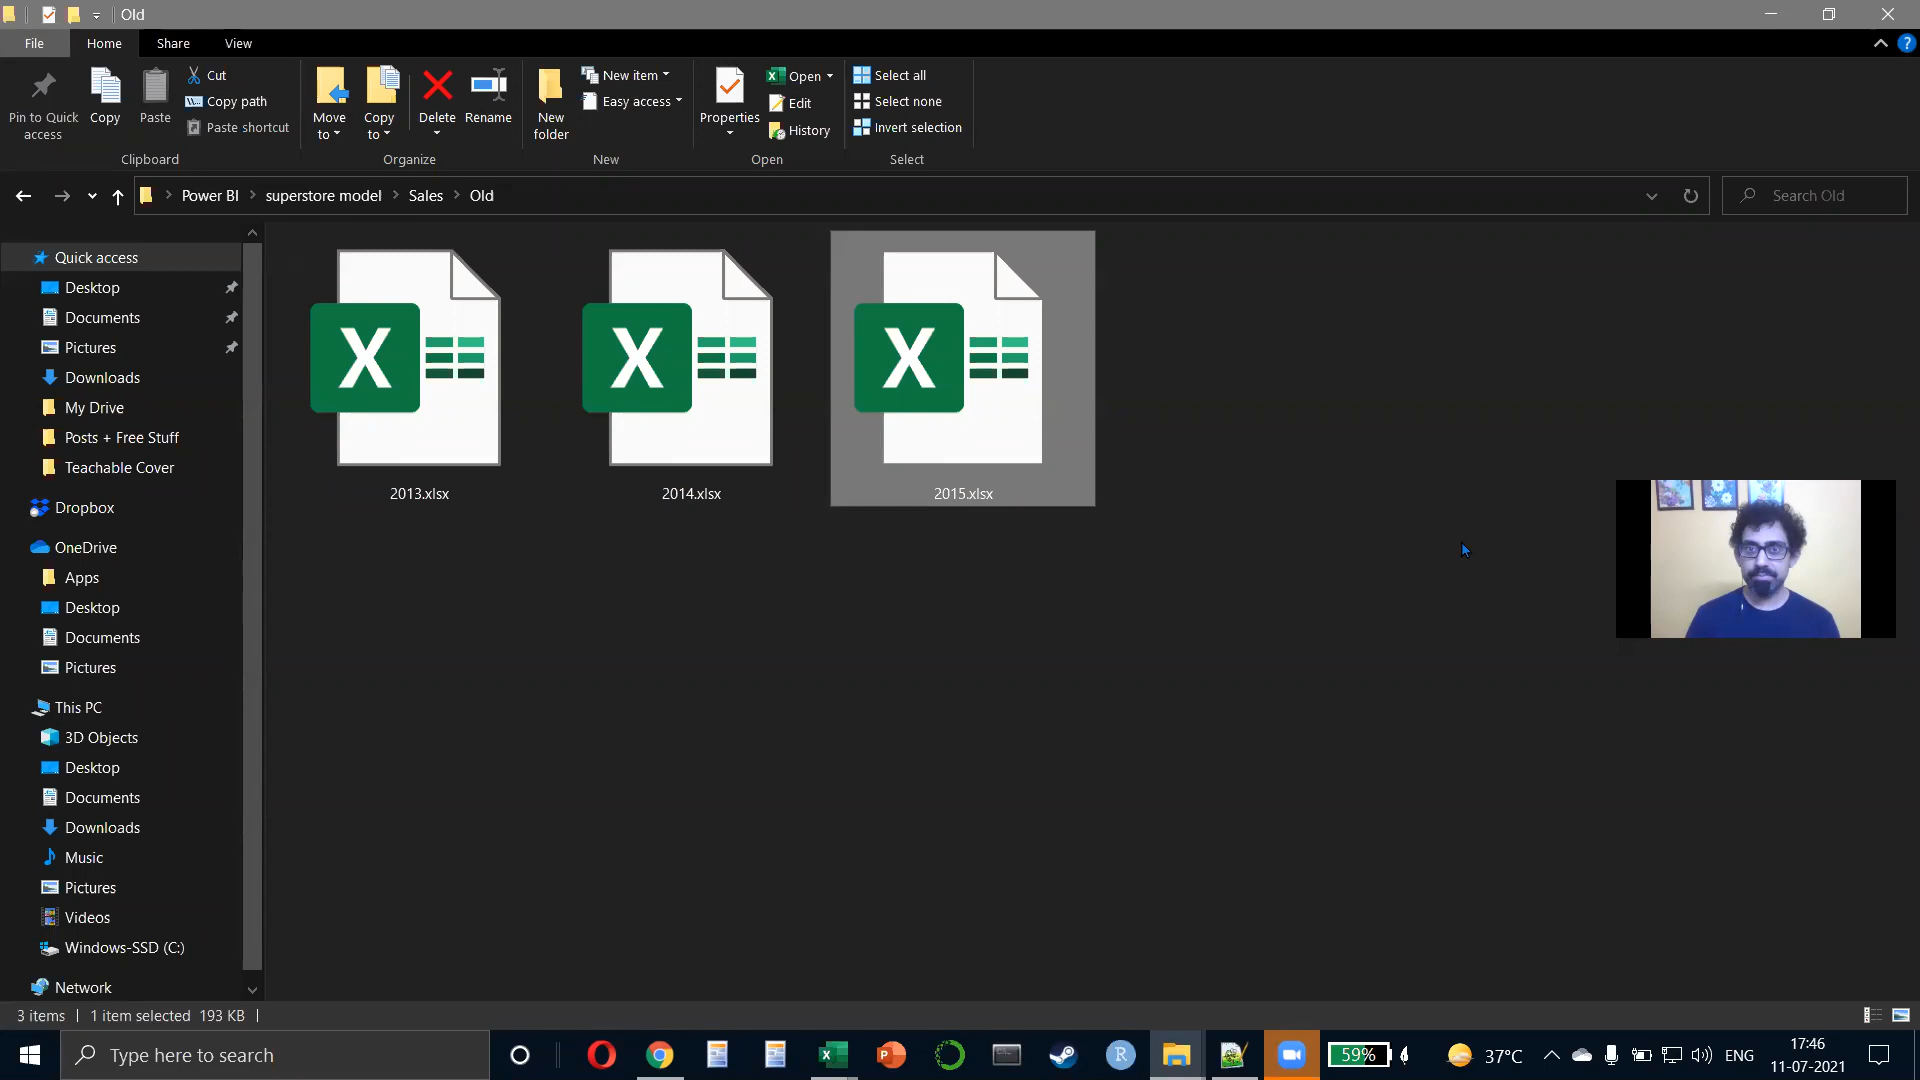 Old
File Home Share View
Pin to Quick access
Copy
Paste
Cut
Copy path
Paste shortcut
Clipboard
Move to
Copy to
Delete
Rename
Organize
New folder
New item
Easy access
New
Properties
Open
Edit
History
Open
Select all
Select none
Invert selection
Select
Power BI superstore model Sales Old
Search Old
Quick access
Desktop
Documents
Pictures
Downloads
My Drive
Posts + Free Stuff
Teachable Cover
Dropbox
OneDrive
Apps
Desktop
Documents
Pictures
This PC
3D Objects
Desktop
Documents
Downloads
Music
Pictures
Videos
Windows-SSD (C:)
Network
X X X
2013.xlsx 2014.xlsx 2015.xlsx
3 items 1 item selected 193 KB
Type here to search
59%
37°C
ENG
17:46
11-07-2021